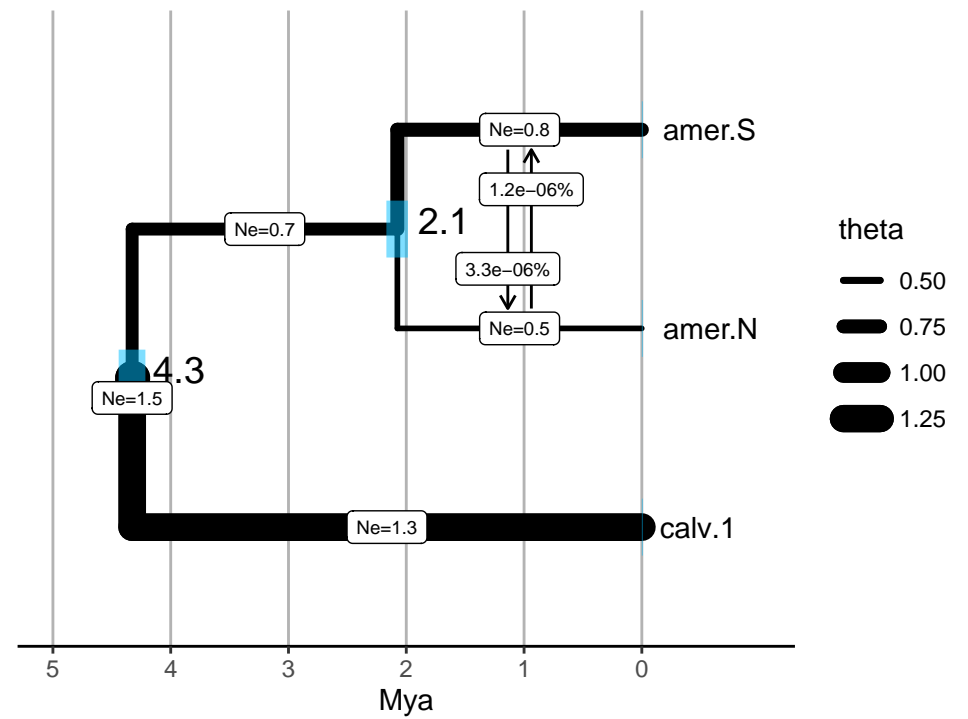 Ne=0.8
amer.S
1.2e−06%
2.1
Ne=0.7
theta
3.3e−06%
0.50
Ne=0.5
amer.N
0.75
4.3
1.00
Ne=1.5
1.25
Ne=1.3
calv.1
5 4 3 2 1 0
Mya